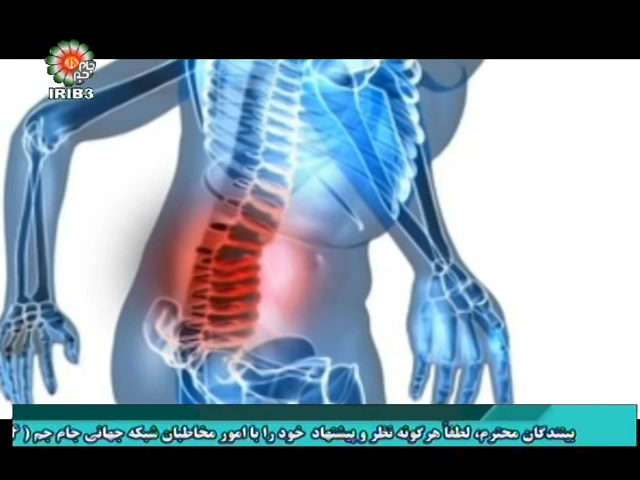 جام جم
IRIB3
بینندگان محترم، لطفاً هرگونه نظر و پیشنهاد خود را با امور مخاطبان شبکه جهانی جام جم (